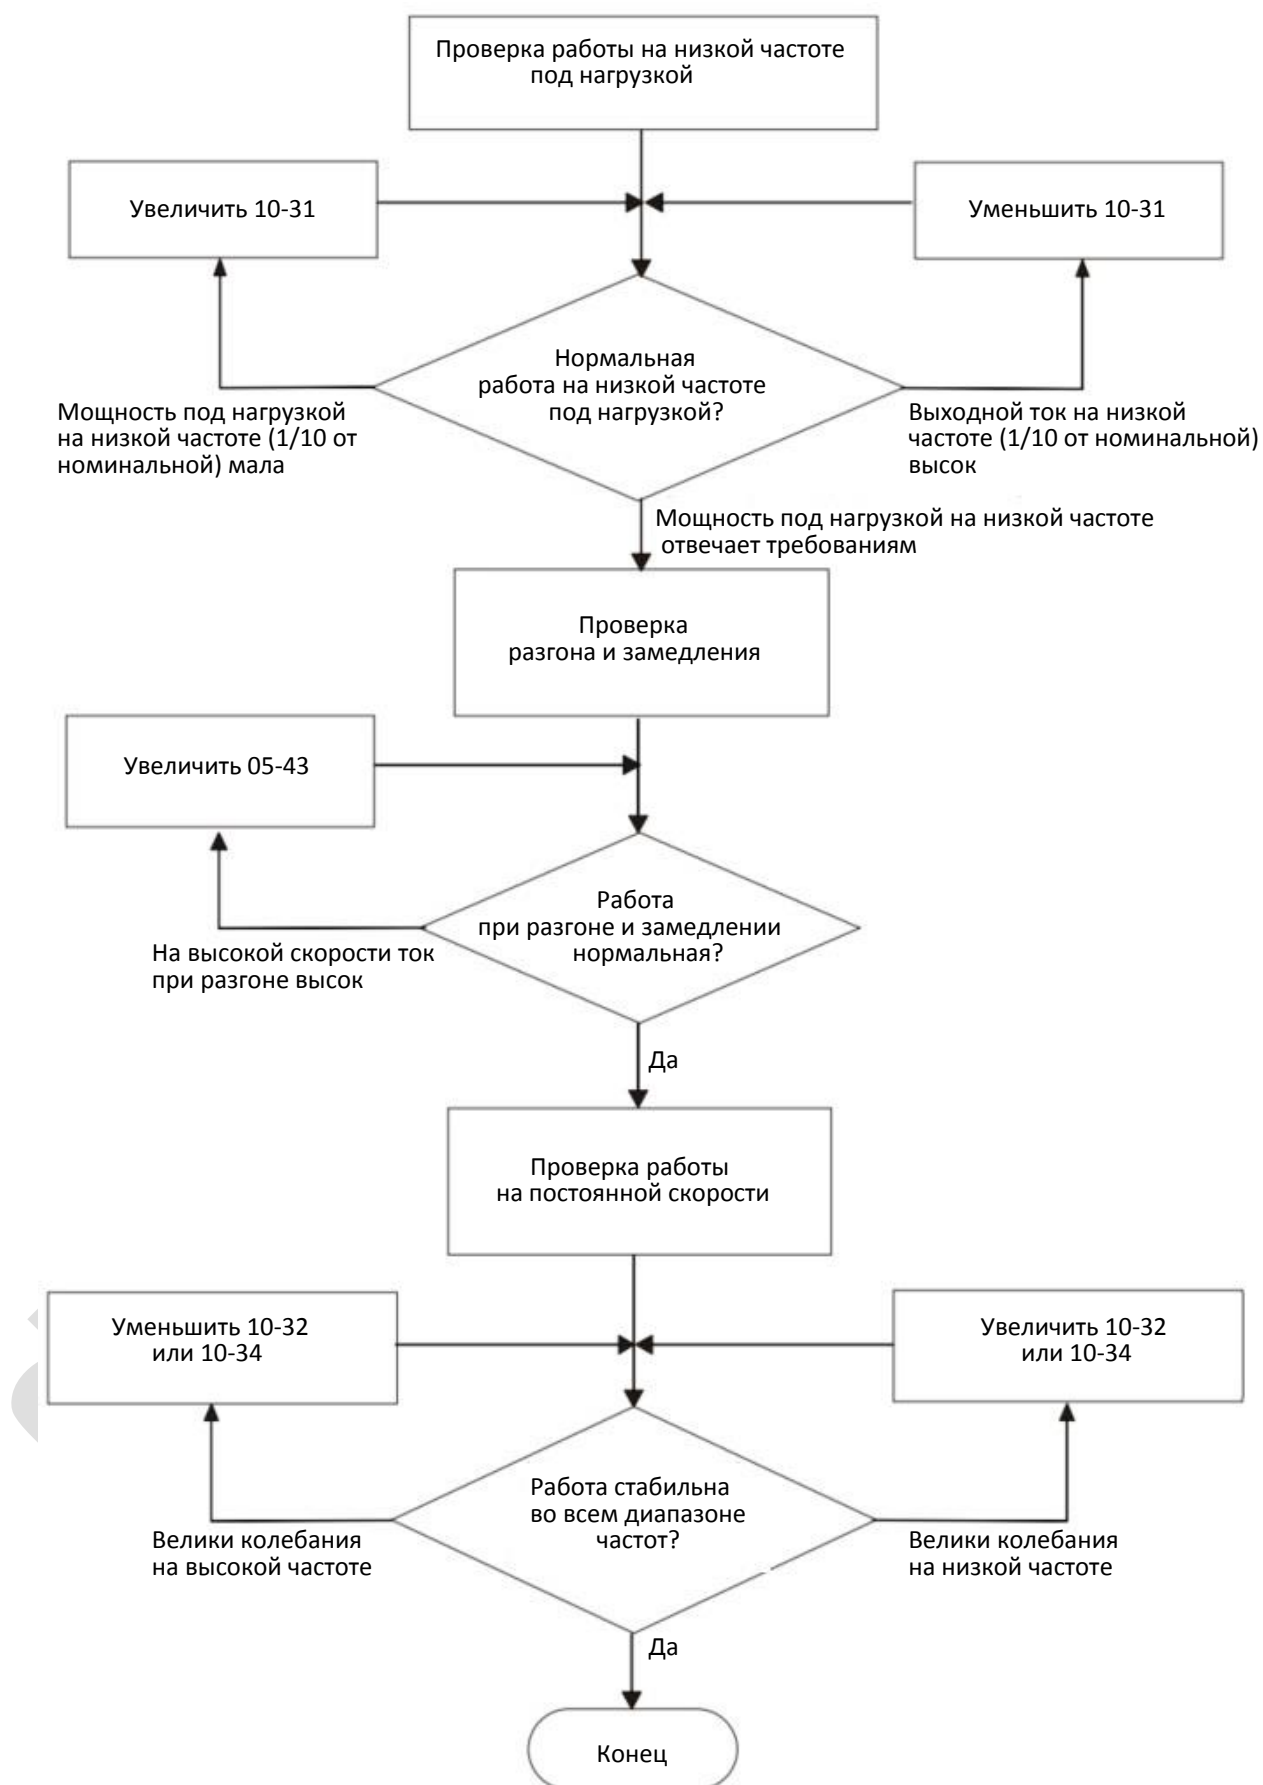 Проверка работы на низкой частоте
под нагрузкой
Увеличить 10-31
Уменьшить 10-31
Нормальная
работа на низкой частоте
под нагрузкой?
Мощность под нагрузкой
на низкой частоте (1/10 от
номинальной) мала
Выходной ток на низкой
частоте (1/10 от номинальной)
высок
Мощность под нагрузкой на низкой частоте
отвечает требованиям
Проверка
разгона и замедления
Увеличить 05-43
Работа
при разгоне и замедлении
нормальная?
На высокой скорости ток
при разгоне высок
Да
Проверка работы
на постоянной скорости
Уменьшить 10-32
или 10-34
Увеличить 10-32
или 10-34
Работа стабильна
во всем диапазоне
частот?
Велики колебания
на высокой частоте
Велики колебания
на низкой частоте
Да
Конец